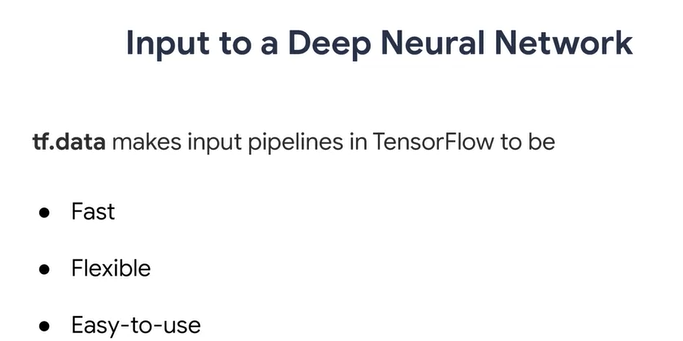 Input to a Deep Neural Network
tf.data makes input pipelines in TensorFlow to be
● Fast
● Flexible
● Easy-to-use